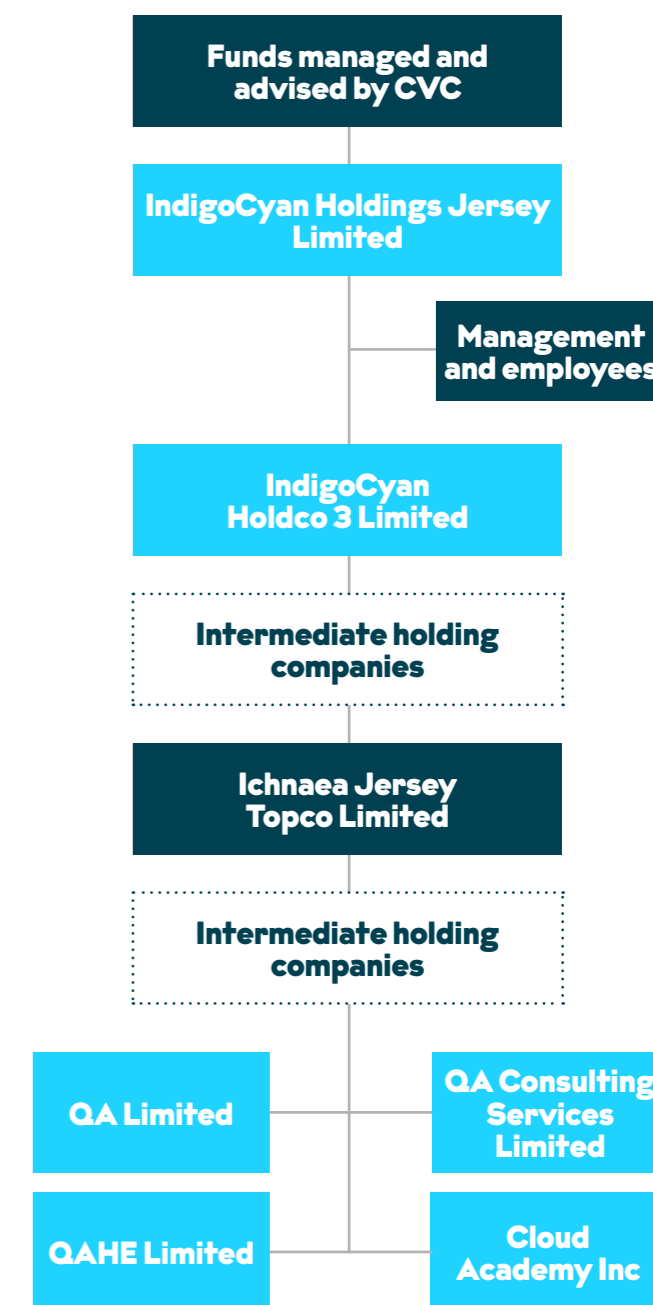 Funds managed and
advised by CVC
IndigoCyan Holdings Jersey
Limited
Management
and employees
IndigoCyan
Holdco 3 Limited
Intermediate holding
companies
Ichnaea Jersey
Topco Limited
Intermediate holding
companies
QA Limited
QA Consulting
Services
Limited
QAHE Limited
Cloud
Academy Inc